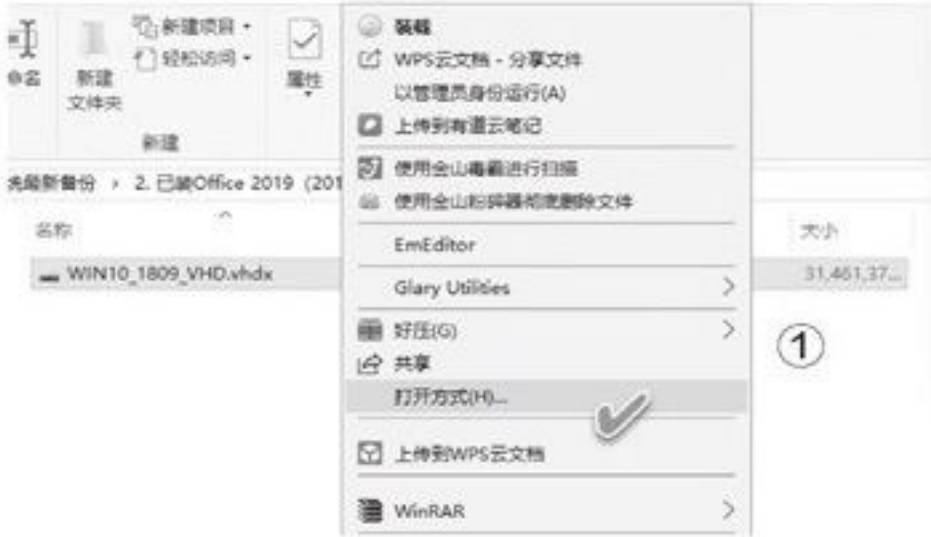 新建项目
轻松访问
命名
新建
文件夹
属性
新建
2. 已装Office 2019 (201
名称
大小
WIN10_1809_VHD.vhdx
31,461,37...
装载
WPS云文档 - 分享文件
以管理员身份运行(A)
上传到有道云笔记
使用金山毒霸进行扫描
使用金山粉碎器彻底删除文件
EmEditor
Glary Utilities
好压(G)
共享
打开方式(H)...
上传到WPS云文档
WinRAR
①